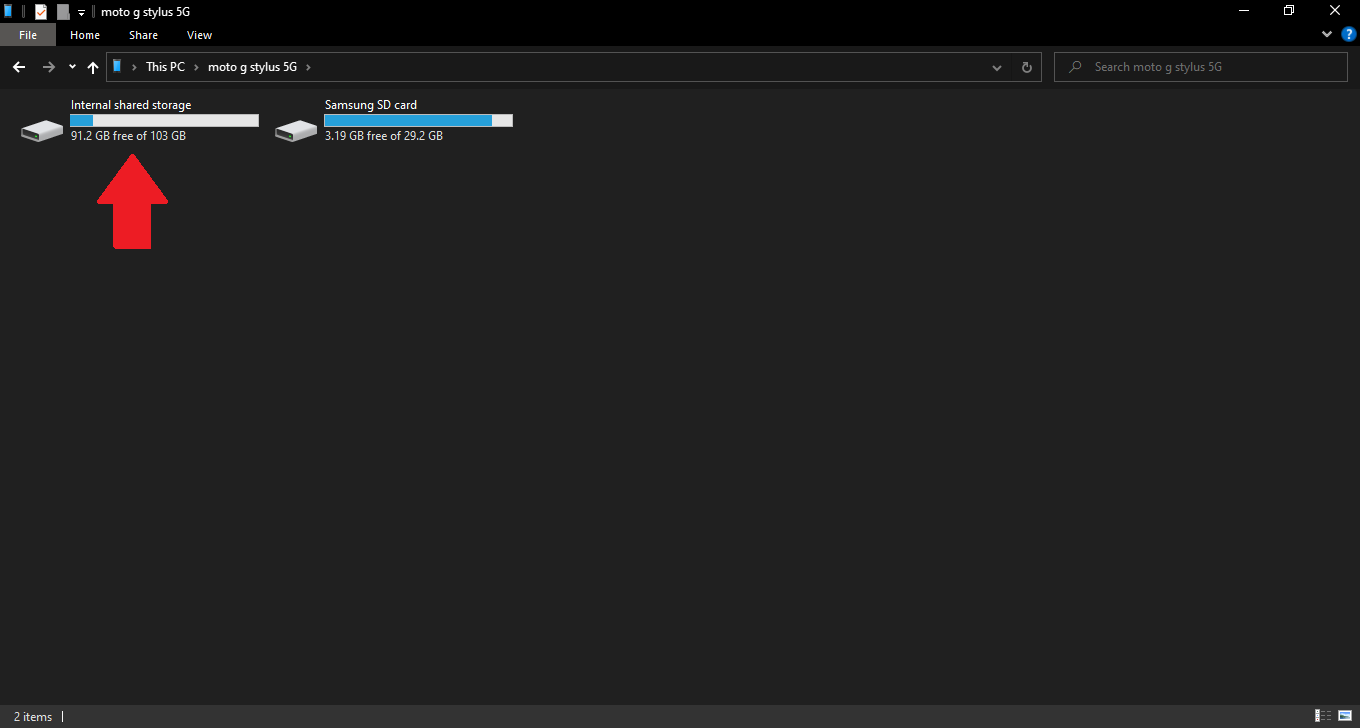 moto g stylus 5G
File Home Share View
This PC moto g stylus 5G Search moto g stylus 5G
Internal shared storage Samsung SD card
91.2 GB free of 103 GB 3.19 GB free of 29.2 GB
2 items